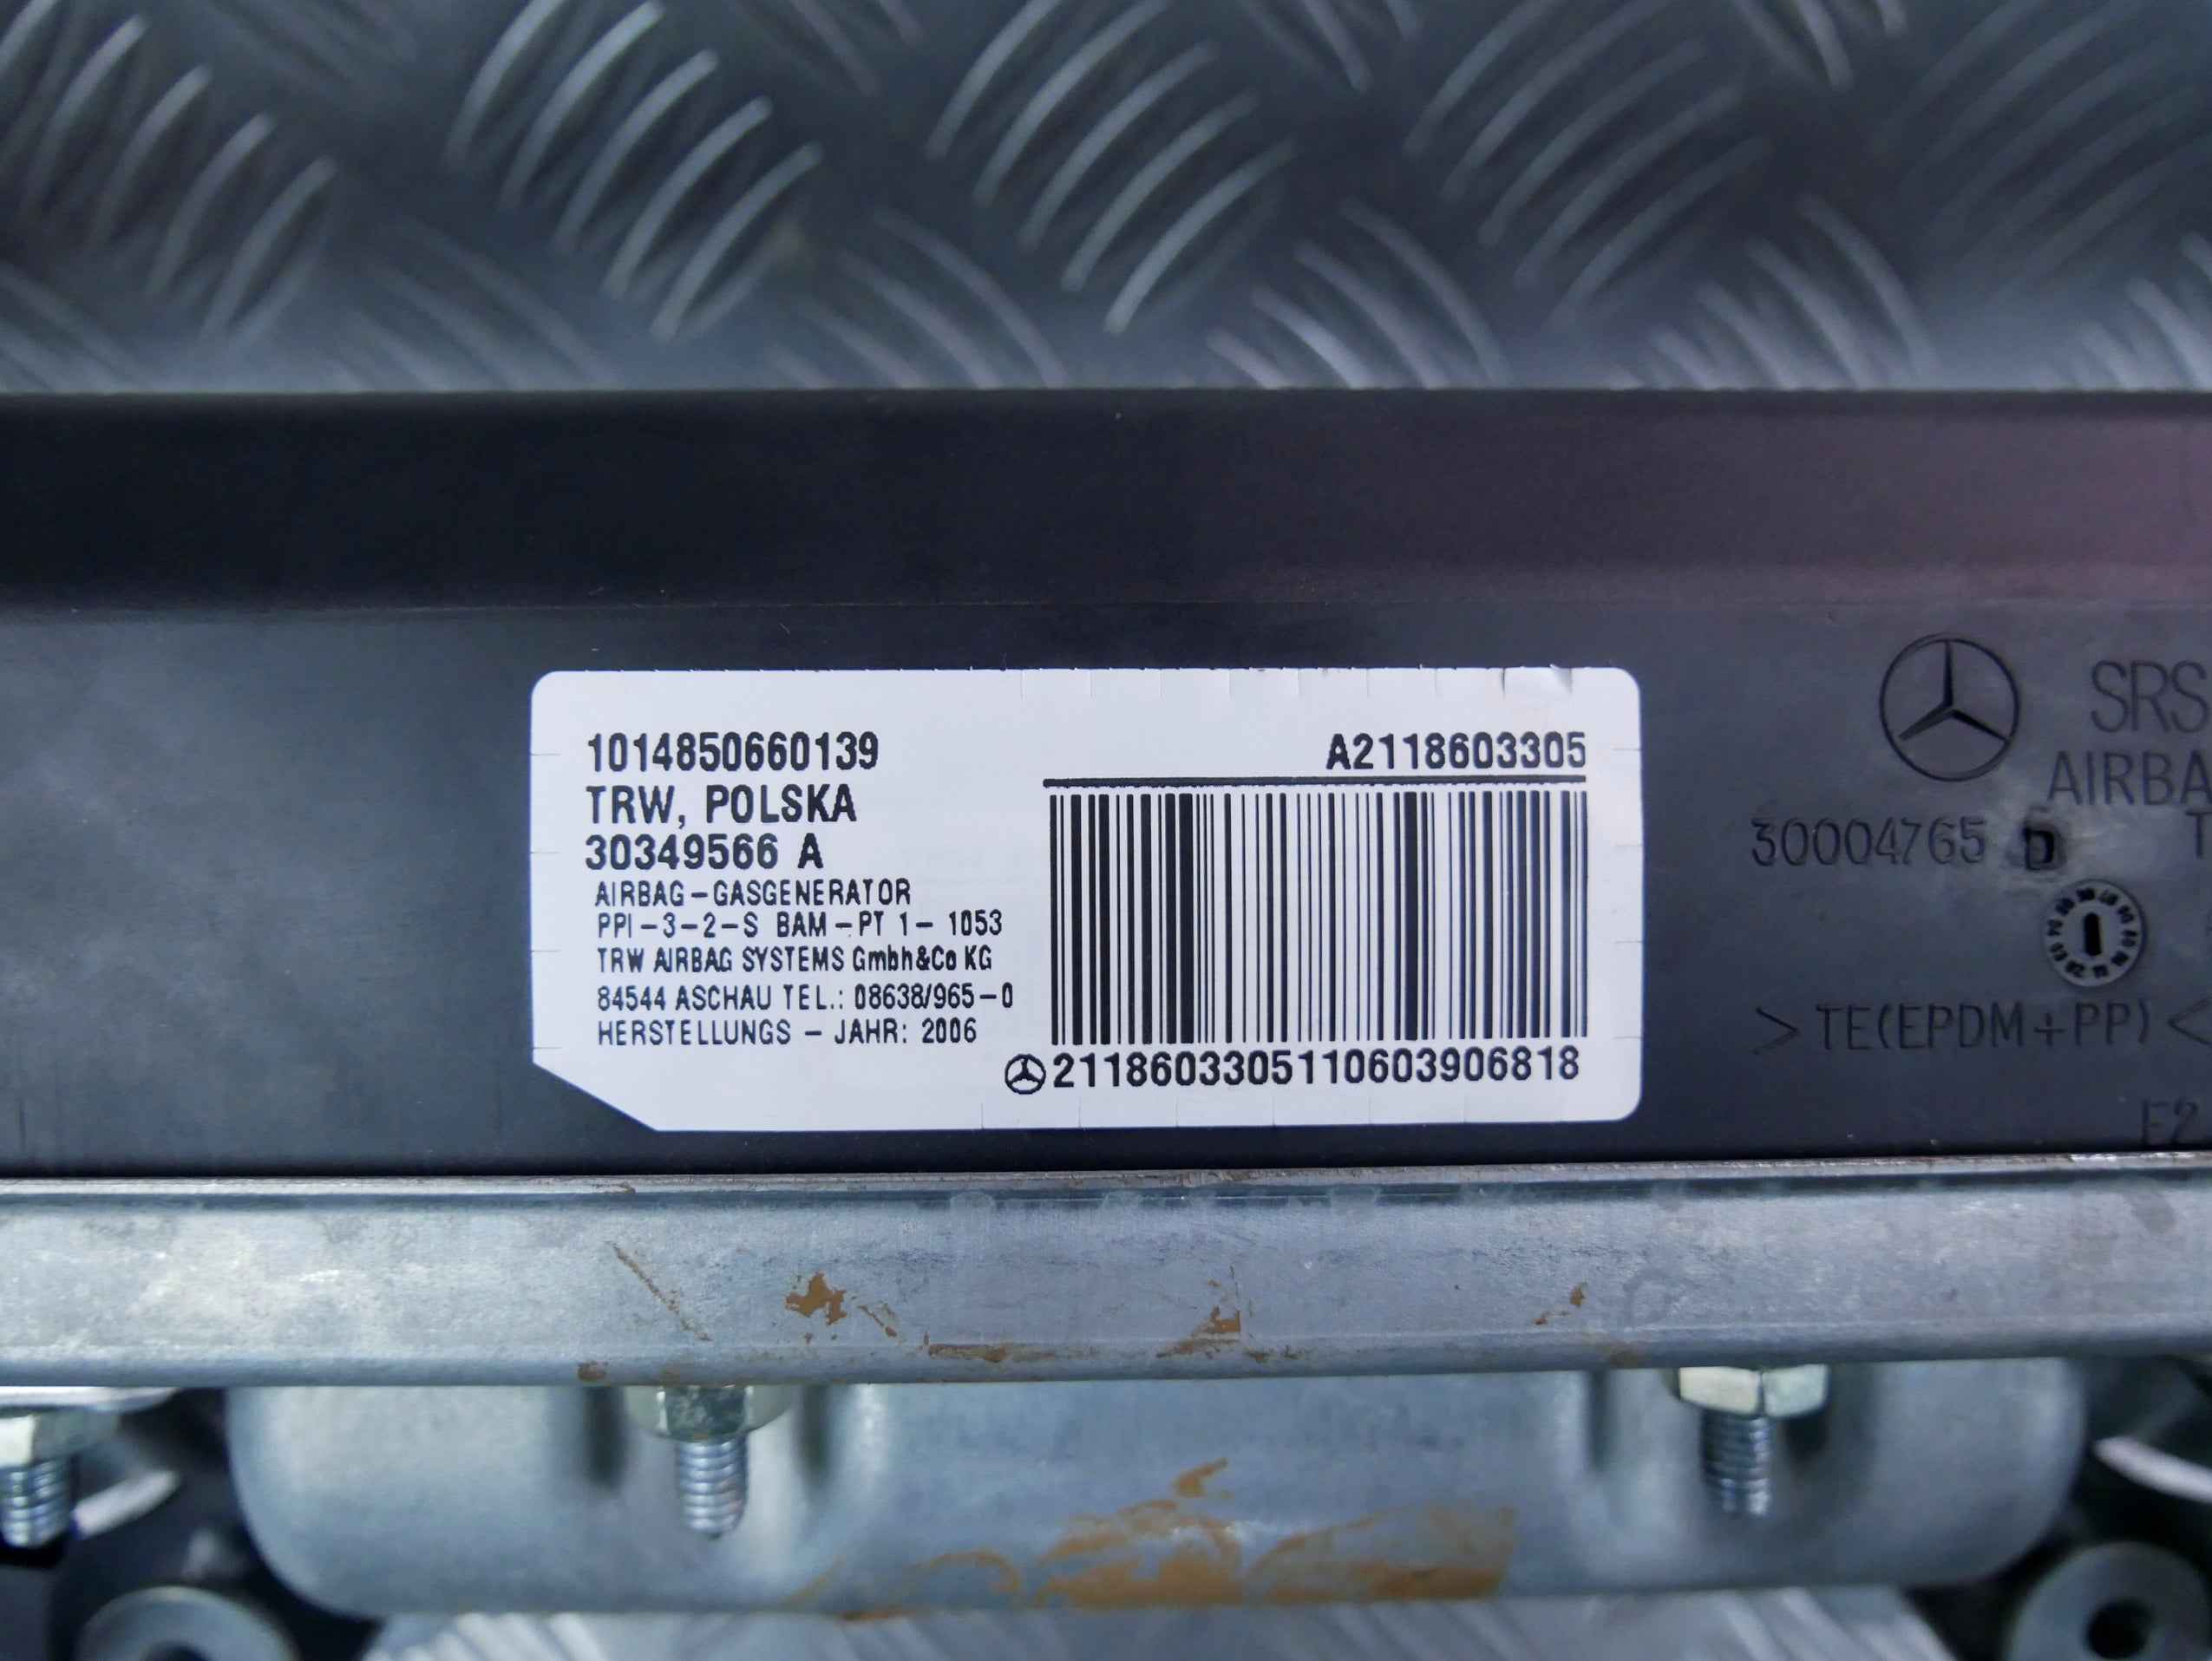 1014850660139
TRW, POLSKA
30349566 A
AIRBAG-GASGENERATOR
PPI-3-2-S BAM-PT 1- 1053
TRW AIRBAG SYSTEMS Gmbh&Co KG
84544 ASCHAU TEL.: 08638/965-0
HERSTELLUNGS - JAHR: 2006
A2118603305
2118603305110603906818
SRS
AIRBA
30004765 D
T
>TE(EPDM+PP)<